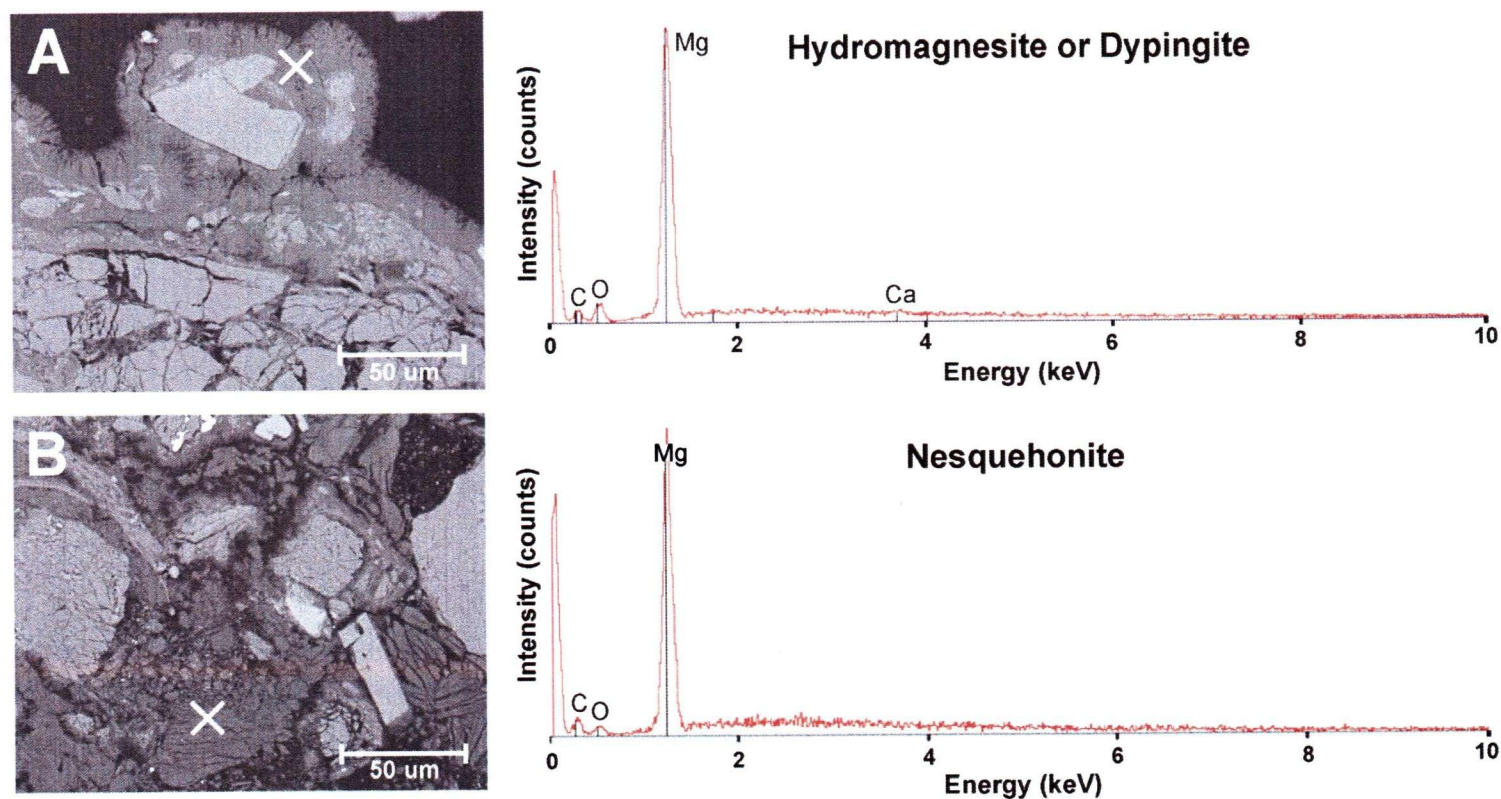 A
50 um
Hydromagnesite or Dypingite
Mg
C O
Ca
Intensity (counts)
0 2 4 6 8 10
Energy (keV)
B
50 um
Nesquehonite
Mg
C O
Intensity (counts)
0 2 4 6 8 10
Energy (keV)